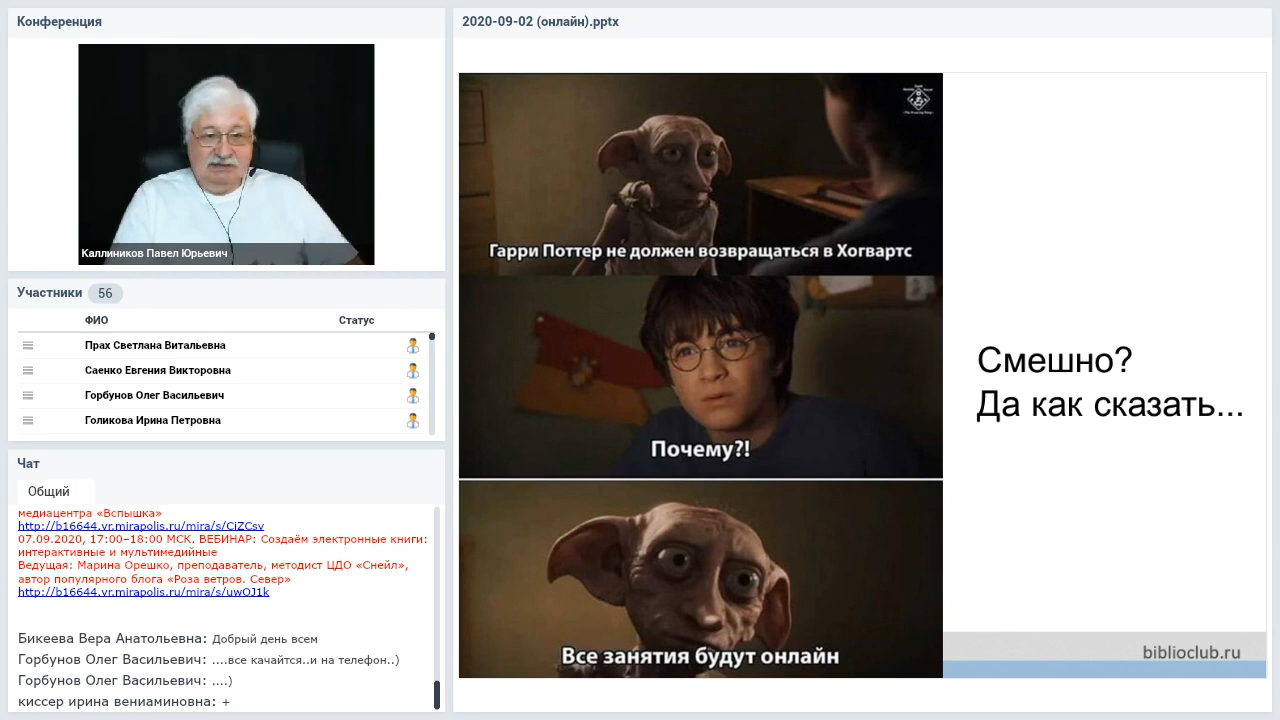 Конференция
Каллиников Павел Юрьевич
Участники 56
ФИО Статус
Прах Светлана Витальевна
Саенко Евгения Викторовна
Горбунов Олег Васильевич
Голикова Ирина Петровна
Чат
Общий
медиацентра «Вспышка»
http://b16644.vr.mirapolis.ru/mira/s/CiZCsv
07.09.2020, 17:00–18:00 МСК. ВЕБИНАР: Создаём электронные книги:
интерактивные и мультимедийные
Ведущая: Марина Орешко, преподаватель, методист ЦДО «Снейл»,
автор популярного блога «Роза ветров. Север»
http://b16644.vr.mirapolis.ru/mira/s/uwOJ1k
Бикеева Вера Анатольевна: Добрый день всем
Горбунов Олег Васильевич: ....все качайтся..и на телефон..)
Горбунов Олег Васильевич: ....)
киссер ирина вениаминовна: +
2020-09-02 (онлайн).pptx
Гарри Поттер не должен возвращаться в Хогвартс
Почему?!
Все занятия будут онлайн
Смешно?
Да как сказать...
biblioclub.ru